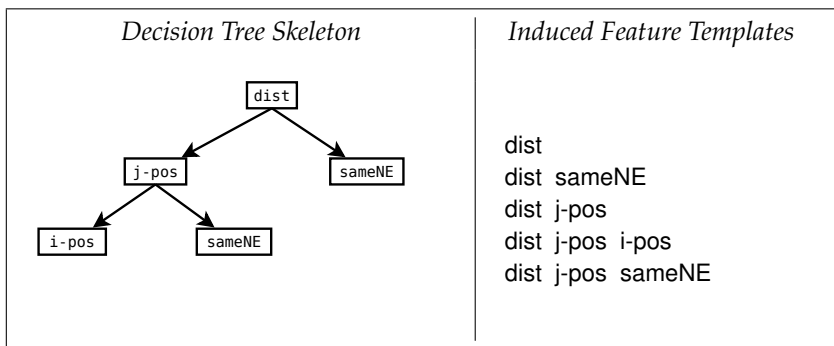 Decision Tree Skeleton
Induced Feature Templates
dist
j-pos
sameNE
i-pos
sameNE
dist
dist sameNE
dist j-pos
dist j-pos i-pos
dist j-pos sameNE